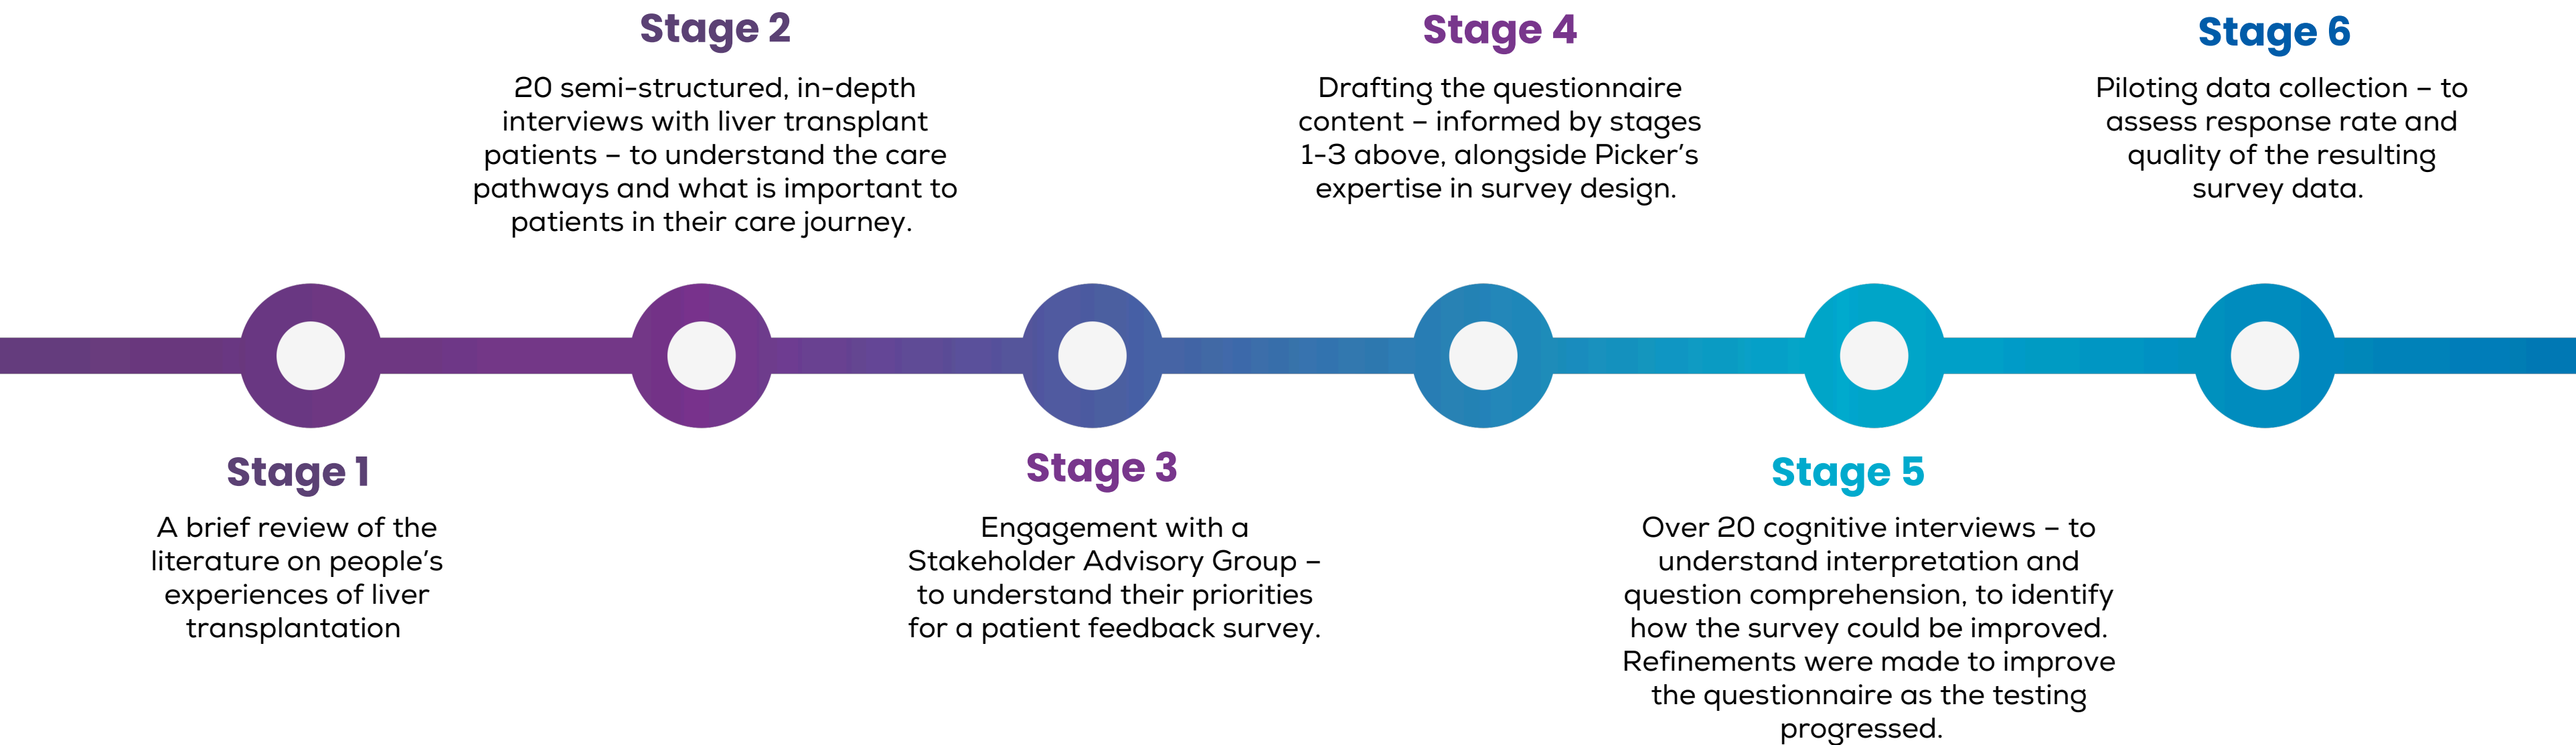 Stage 1
A brief review of the
literature on people's
experiences of liver
transplantation
Stage 2
20 semi-structured, in-depth
interviews with liver transplant
patients – to understand the care
pathways and what is important to
patients in their care journey.
Stage 3
Engagement with a
Stakeholder Advisory Group –
to understand their priorities
for a patient feedback survey.
Stage 4
Drafting the questionnaire
content – informed by stages
1-3 above, alongside Picker's
expertise in survey design.
Stage 5
Over 20 cognitive interviews – to
understand interpretation and
question comprehension, to identify
how the survey could be improved.
Refinements were made to improve
the questionnaire as the testing
progressed.
Stage 6
Piloting data collection – to
assess response rate and
quality of the resulting
survey data.